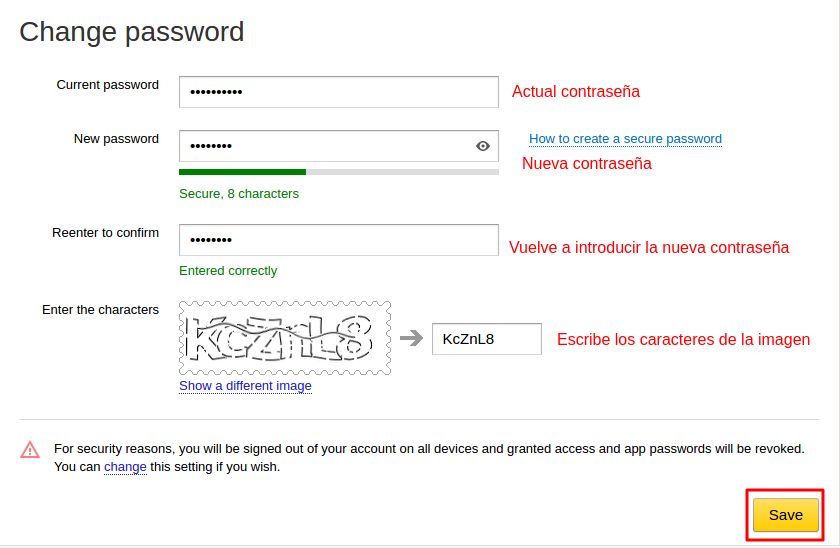 Change password
Current password
••••••••••
Actual contraseña
New password
••••••••
How to create a secure password
Nueva contraseña
Secure, 8 characters
Reenter to confirm
••••••••
Vuelve a introducir la nueva contraseña
Entered correctly
Enter the characters
KcZnL8
KcZnL8
Escribe los caracteres de la imagen
Show a different image
For security reasons, you will be signed out of your account on all devices and granted access and app passwords will be revoked.
You can change this setting if you wish.
Save